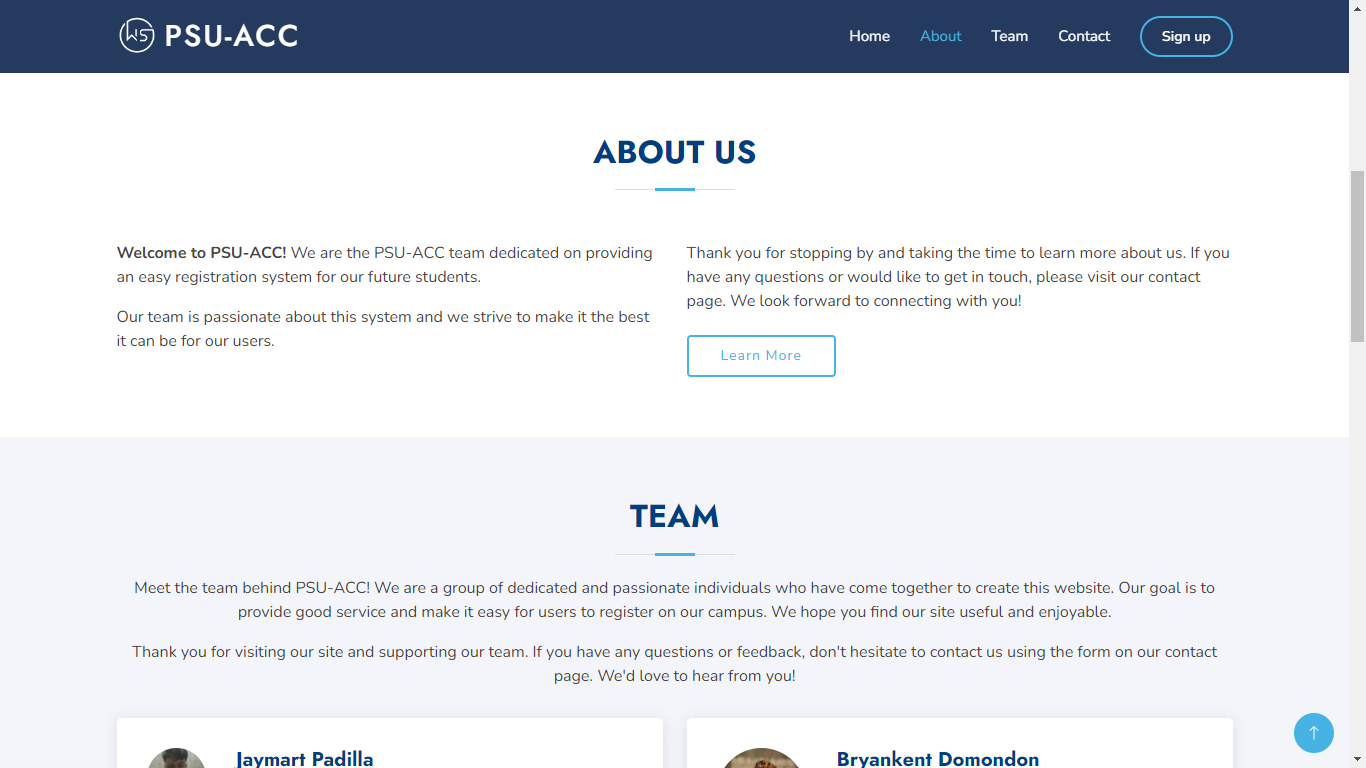 WS PSU-ACC
Home
About
Team
Contact
Sign up
ABOUT US
Welcome to PSU-ACC! We are the PSU-ACC team dedicated on providing
an easy registration system for our future students.
Our team is passionate about this system and we strive to make it the best
it can be for our users.
Thank you for stopping by and taking the time to learn more about us. If you
have any questions or would like to get in touch, please visit our contact
page. We look forward to connecting with you!
Learn More
TEAM
Meet the team behind PSU-ACC! We are a group of dedicated and passionate individuals who have come together to create this website. Our goal is to
provide good service and make it easy for users to register on our campus. We hope you find our site useful and enjoyable.
Thank you for visiting our site and supporting our team. If you have any questions or feedback, don't hesitate to contact us using the form on our contact
page. We'd love to hear from you!
Jaymart Padilla
Bryankent Domondon